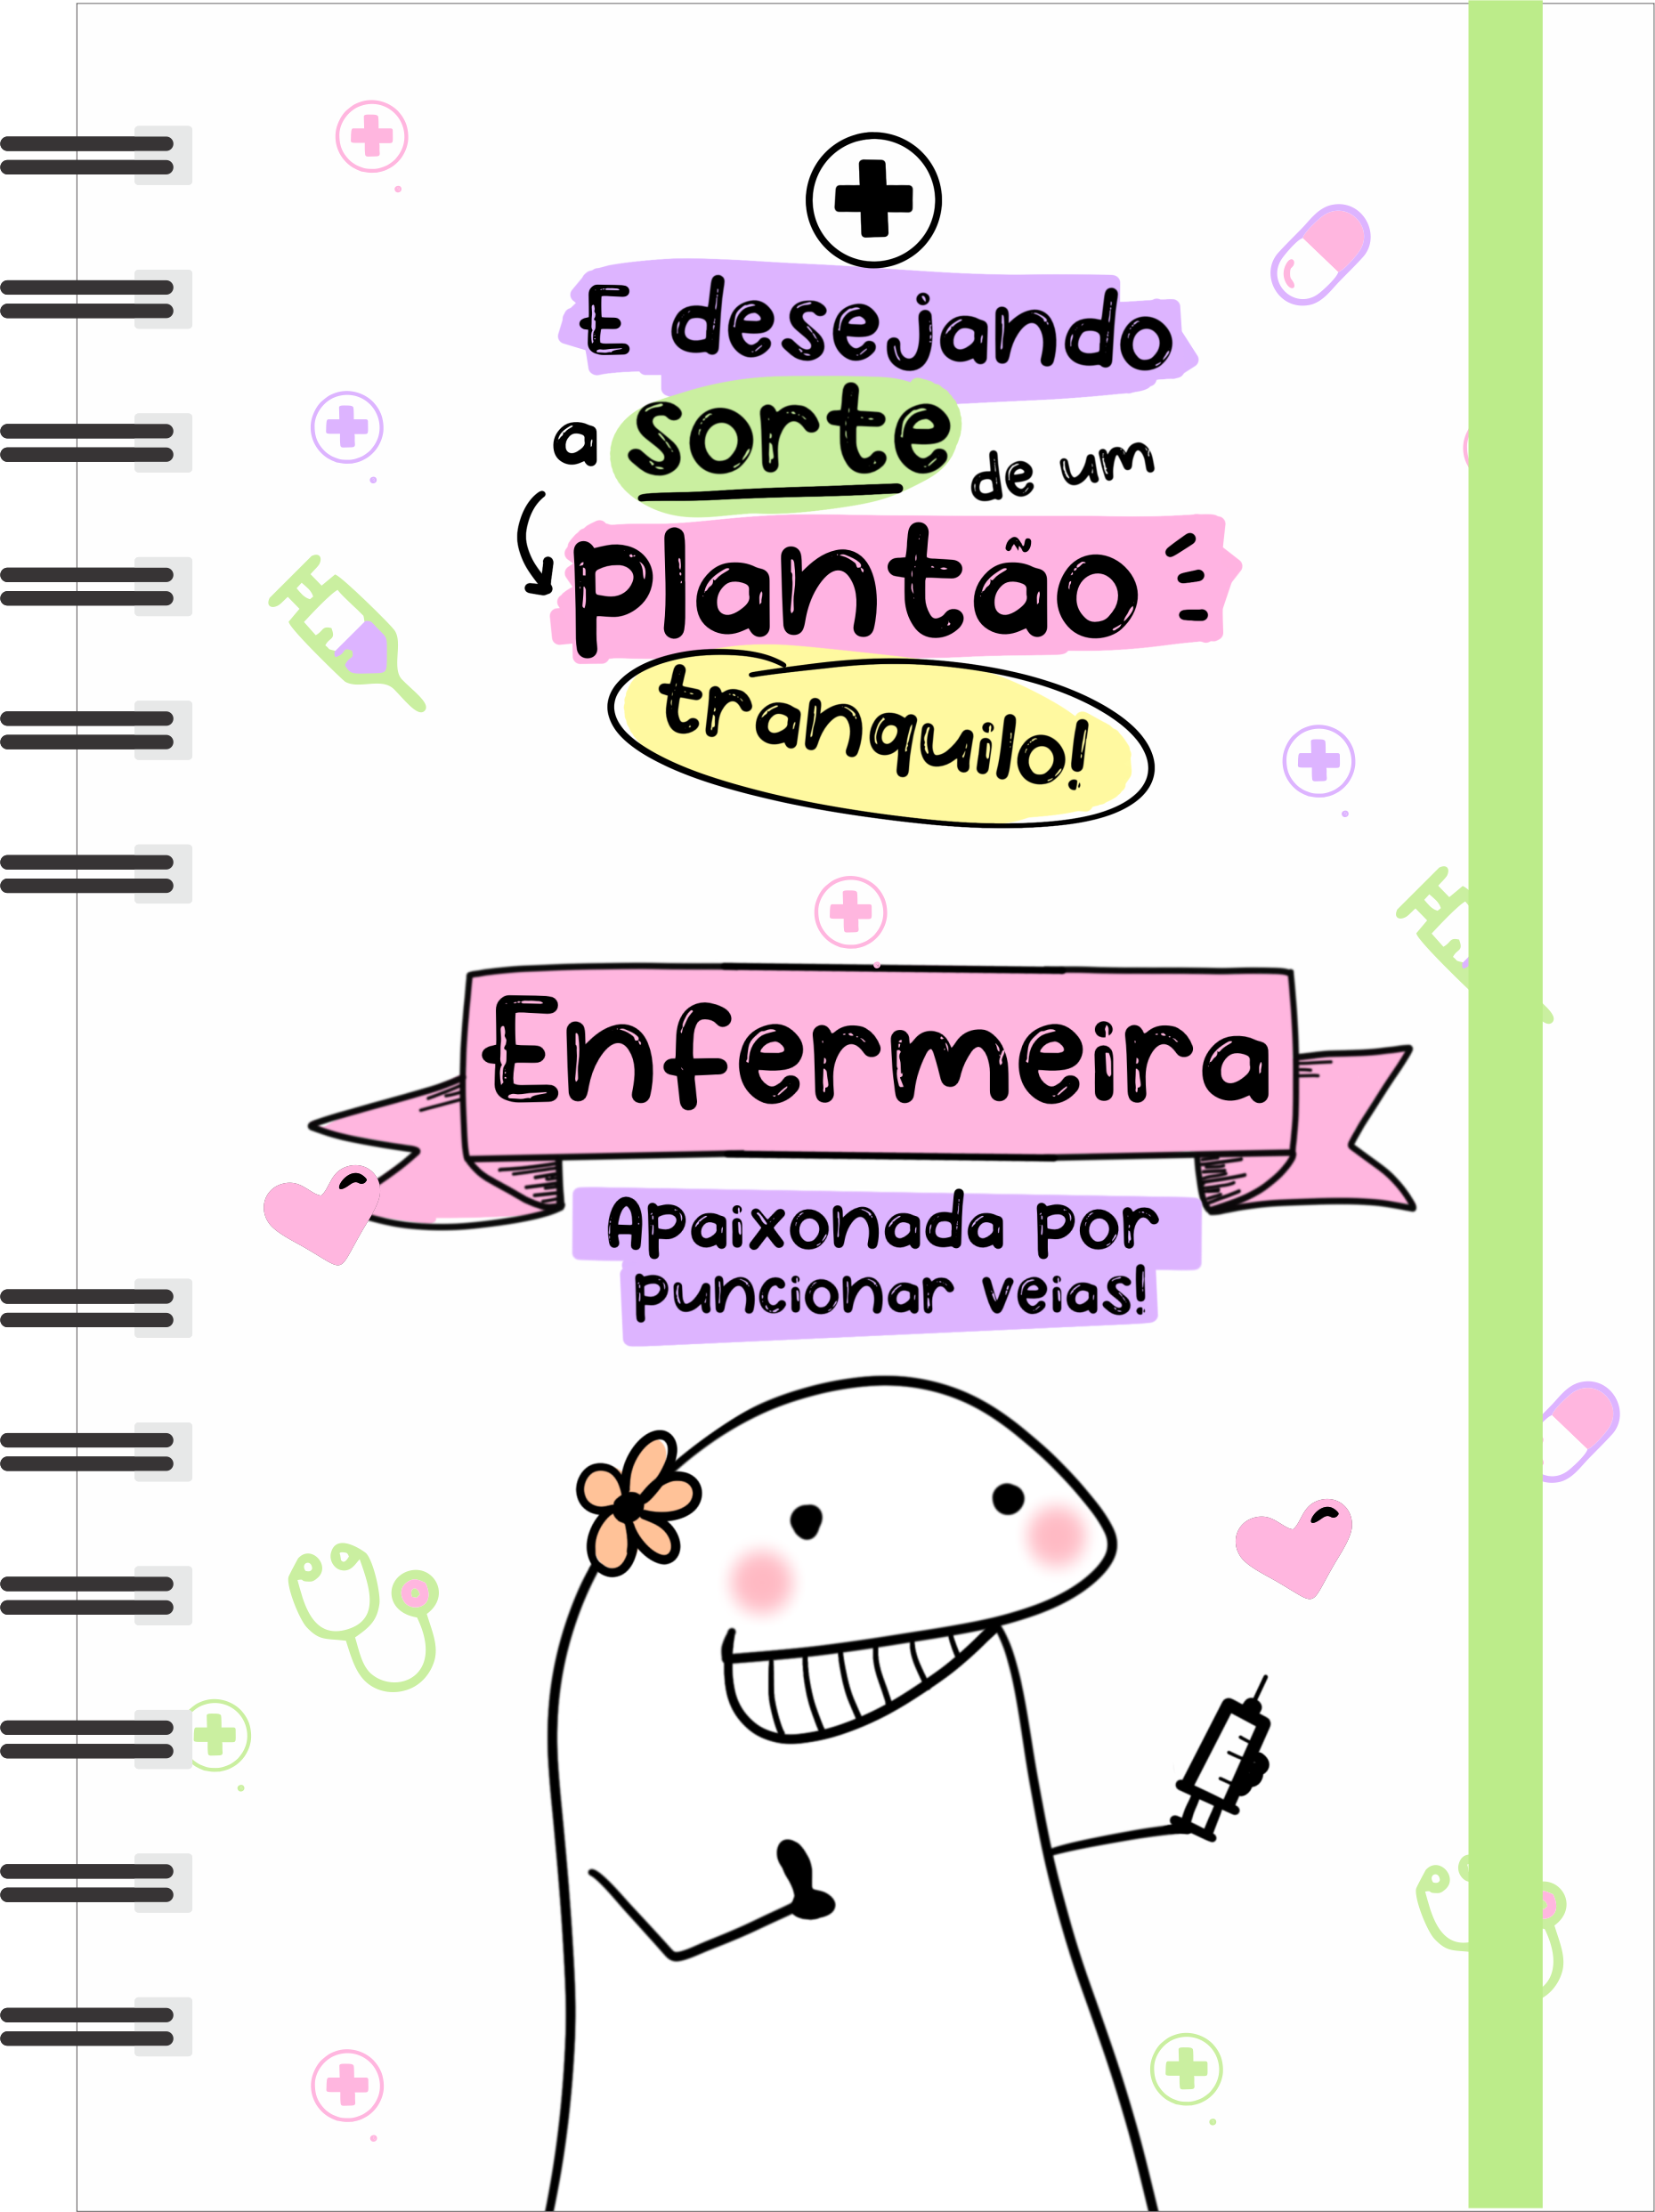 E desejando
a sorte de um
plantão
tranquilo!
Enfermeira
Apaixonada por
puncionar veias!